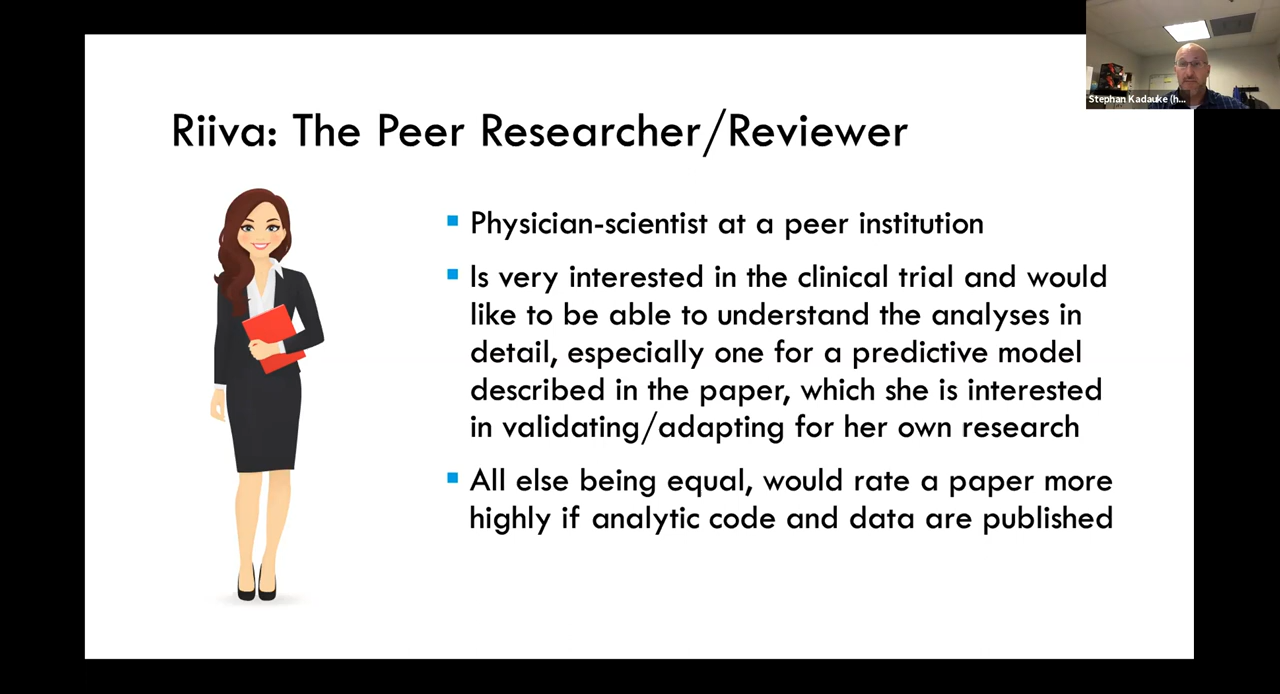 Stephan Kadauke (h...
Riiva: The Peer Researcher/Reviewer
Physician-scientist at a peer institution
Is very interested in the clinical trial and would
like to be able to understand the analyses in
detail, especially one for a predictive model
described in the paper, which she is interested
in validating/adapting for her own research
All else being equal, would rate a paper more
highly if analytic code and data are published